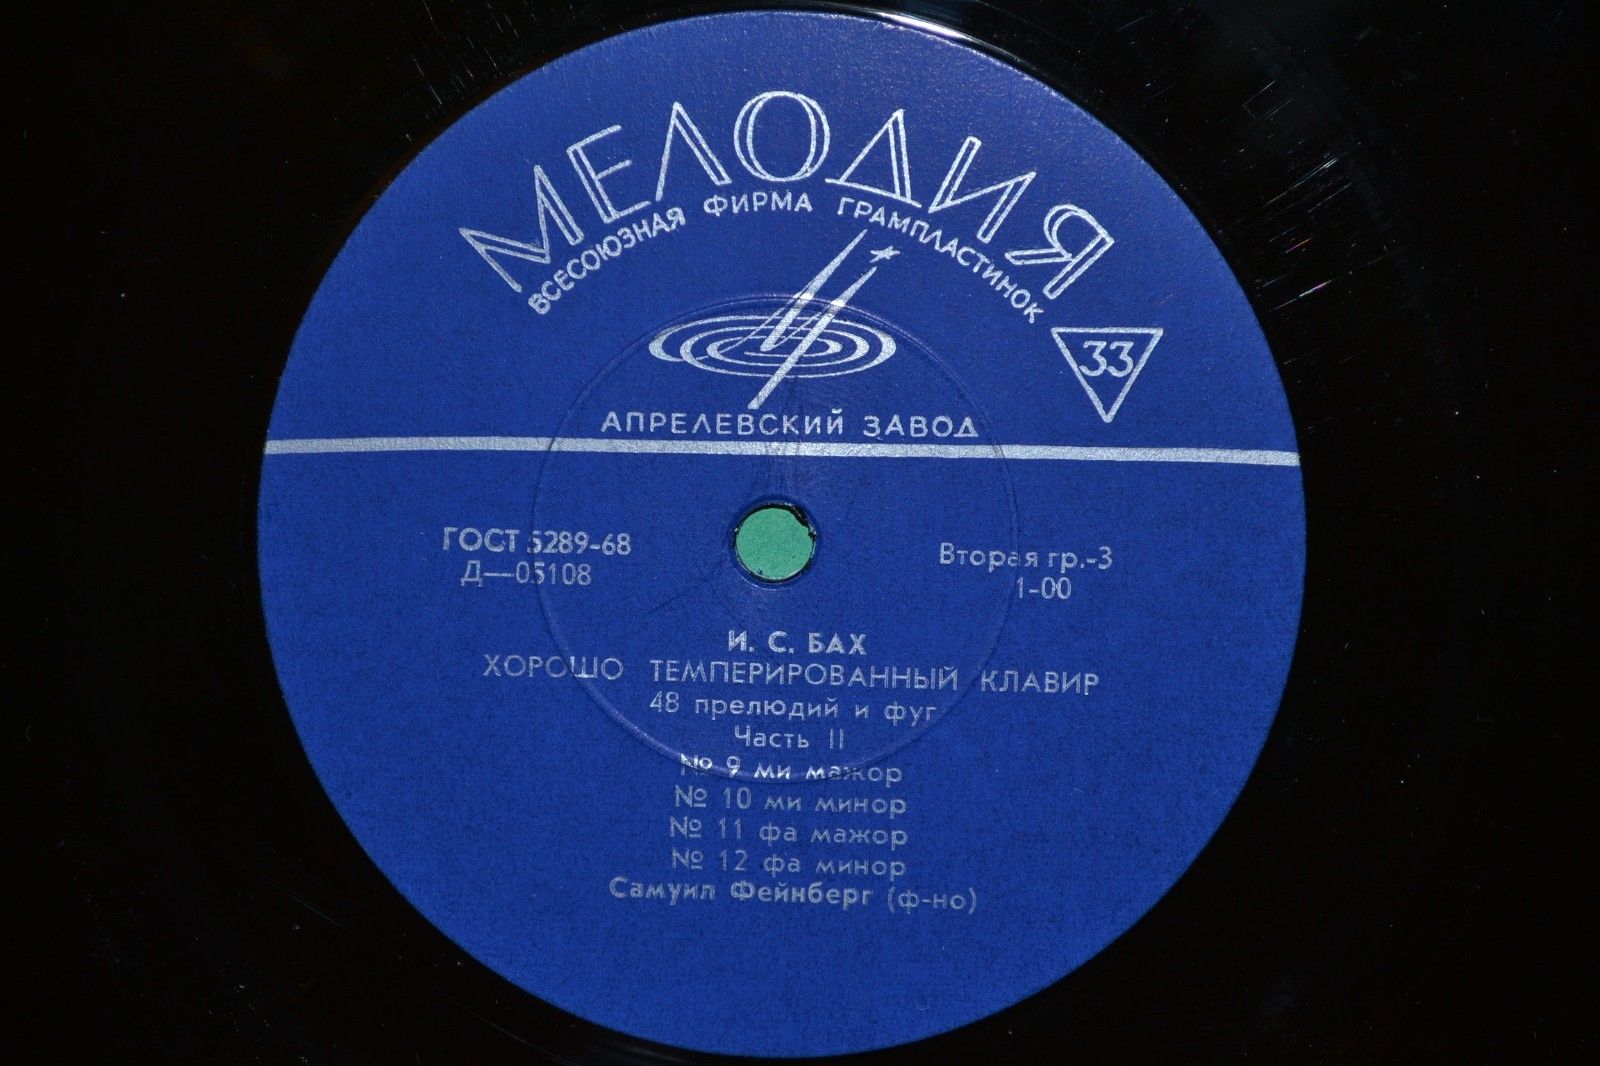 МЕЛОДИЯ
ВСЕСОЮЗНАЯ ФИРМА ГРАМПЛАСТИНОК
33
АПРЕЛЕВСКИЙ ЗАВОД
ГОСТ 5289-68
Д—05108
Вторая гр.-3
1-00
И. С. БАХ
ХОРОШО ТЕМПЕРИРОВАННЫЙ КЛАВИР
48 прелюдий и фуг
Часть II
№ 9 ми мажор
№ 10 ми минор
№ 11 фа мажор
№ 12 фа минор
Самуил Фейнберг (ф-но)